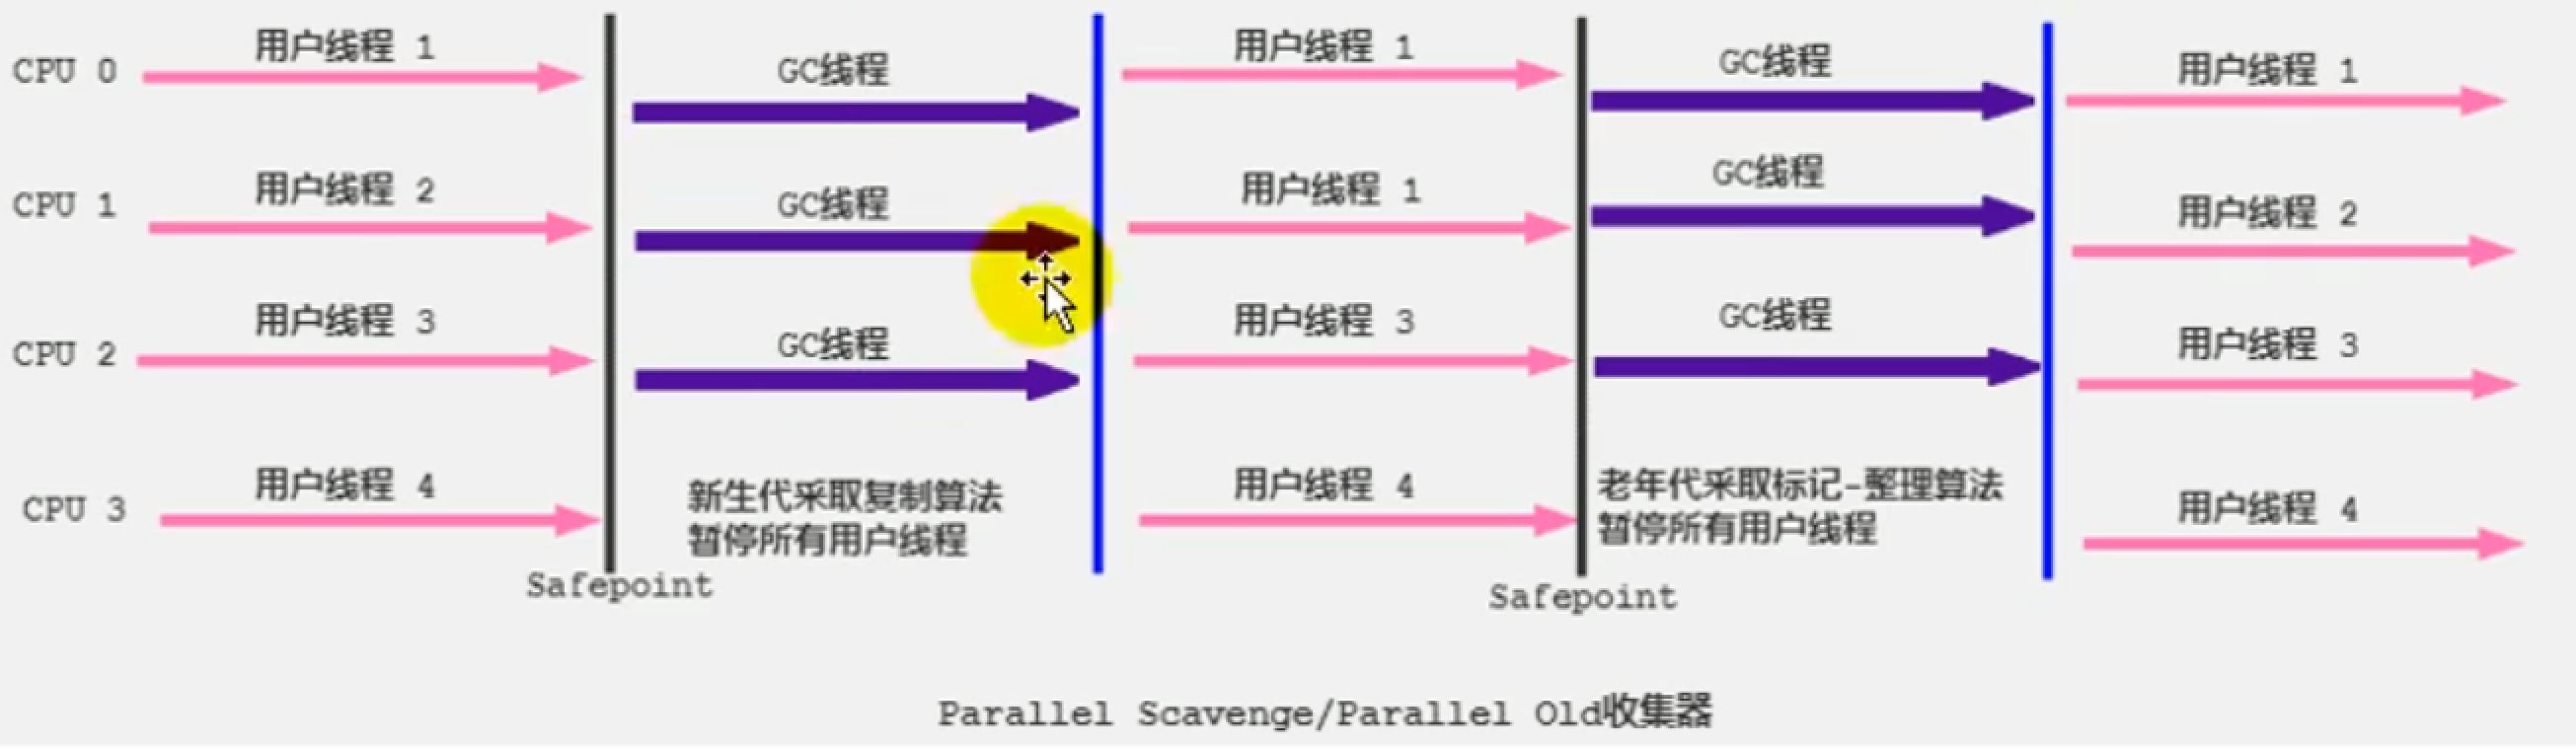 CPU 0
用户线程 1
GC线程
用户线程 1
GC线程
用户线程 1
CPU 1
用户线程 2
GC线程
用户线程 1
GC线程
用户线程 2
CPU 2
用户线程 3
GC线程
用户线程 3
GC线程
用户线程 3
CPU 3
用户线程 4
新生代采取复制算法
暂停所有用户线程
用户线程 4
老年代采取标记-整理算法
暂停所有用户线程
用户线程 4
Safepoint
Safepoint
Parallel Scavenge/Parallel Old收集器